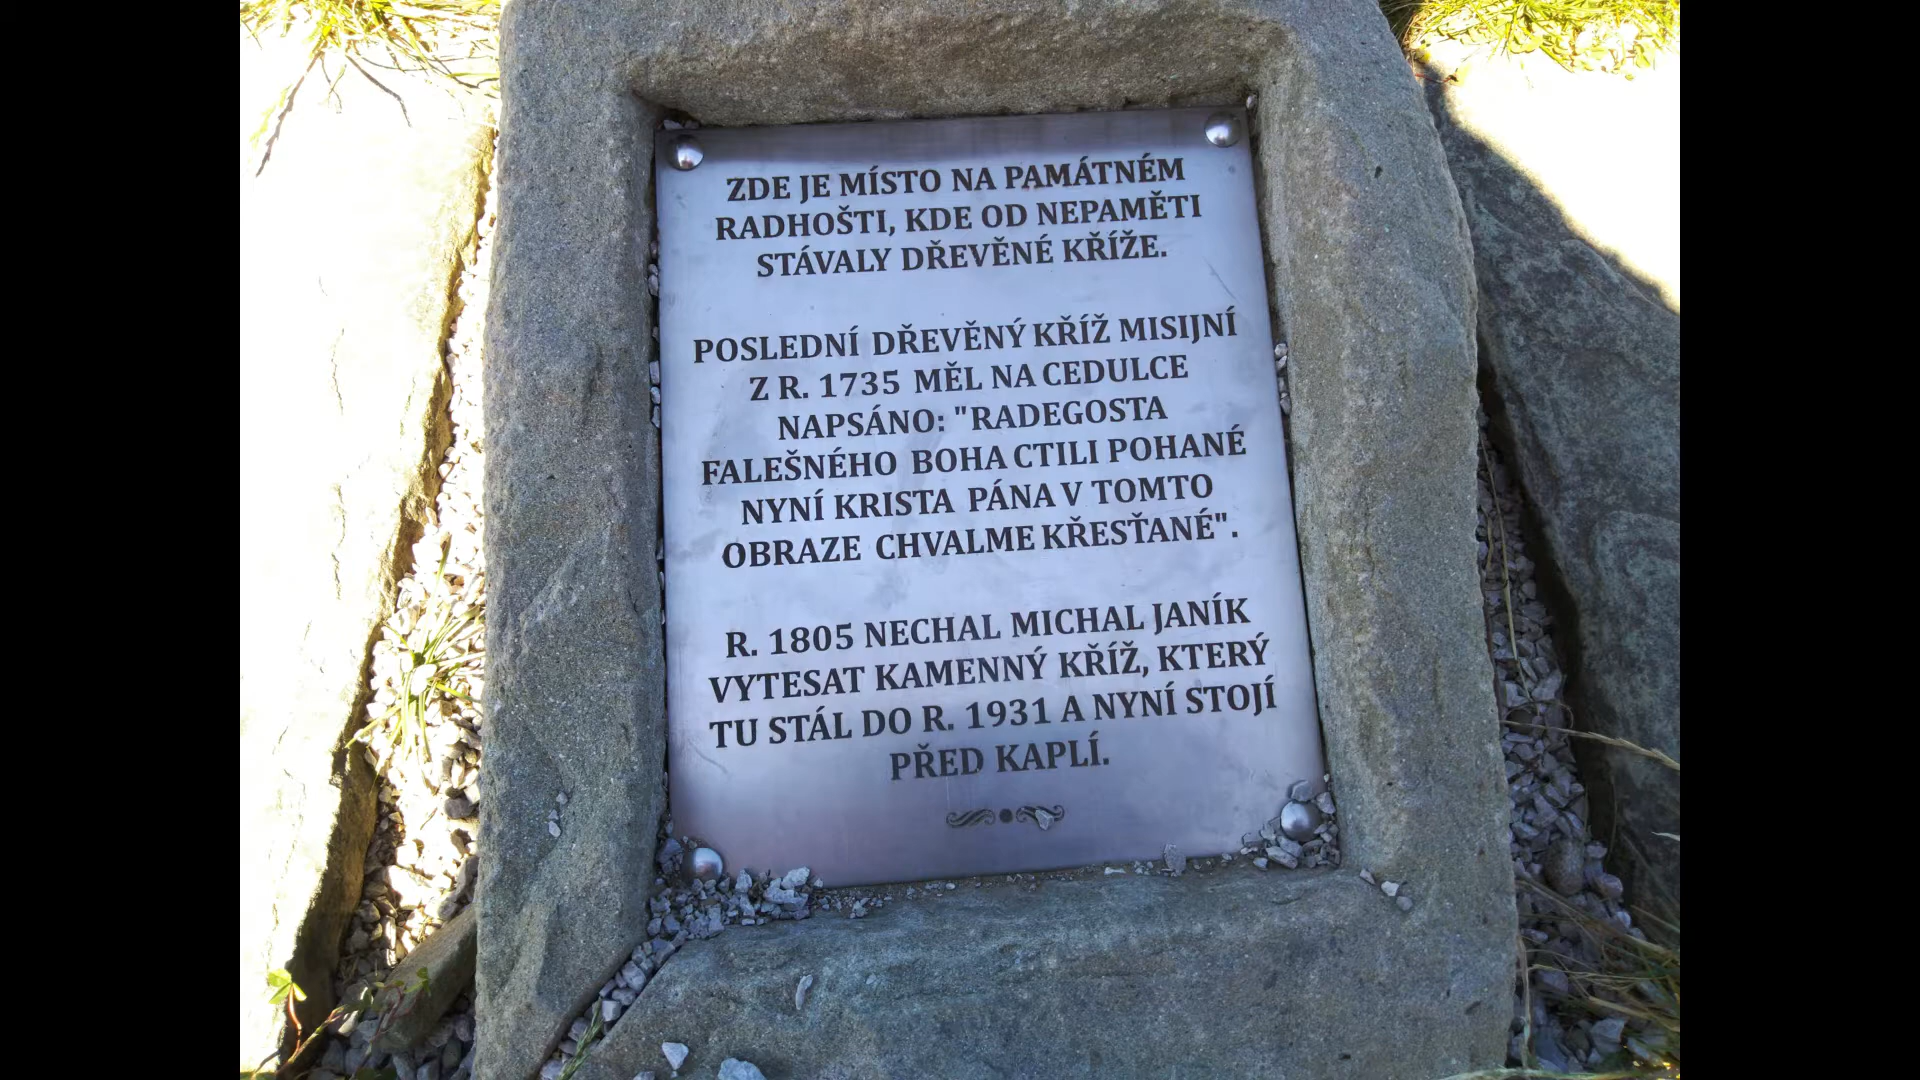 ZDE JE MÍSTO NA PAMÁTNÉM
RADHOŠTI, KDE OD NEPAMĚTI
STÁVALY DŘEVĚNÉ KŘÍŽE.
POSLEDNÍ DŘEVĚNÝ KŘÍŽ MISIJNÍ
Z R. 1735 MĚL NA CEDULCE
NAPSÁNO: "RADEGOSTA
FALEŠNÉHO BOHA CTILI POHANÉ
NYNÍ KRISTA PÁNA V TOMTO
OBRAZE CHVALME KŘESŤANÉ".
R. 1805 NECHAL MICHAL JANÍK
VYTESAT KAMENNÝ KŘÍŽ, KTERÝ
TU STÁL DO R. 1931 A NYNÍ STOJÍ
PŘED KAPLÍ.